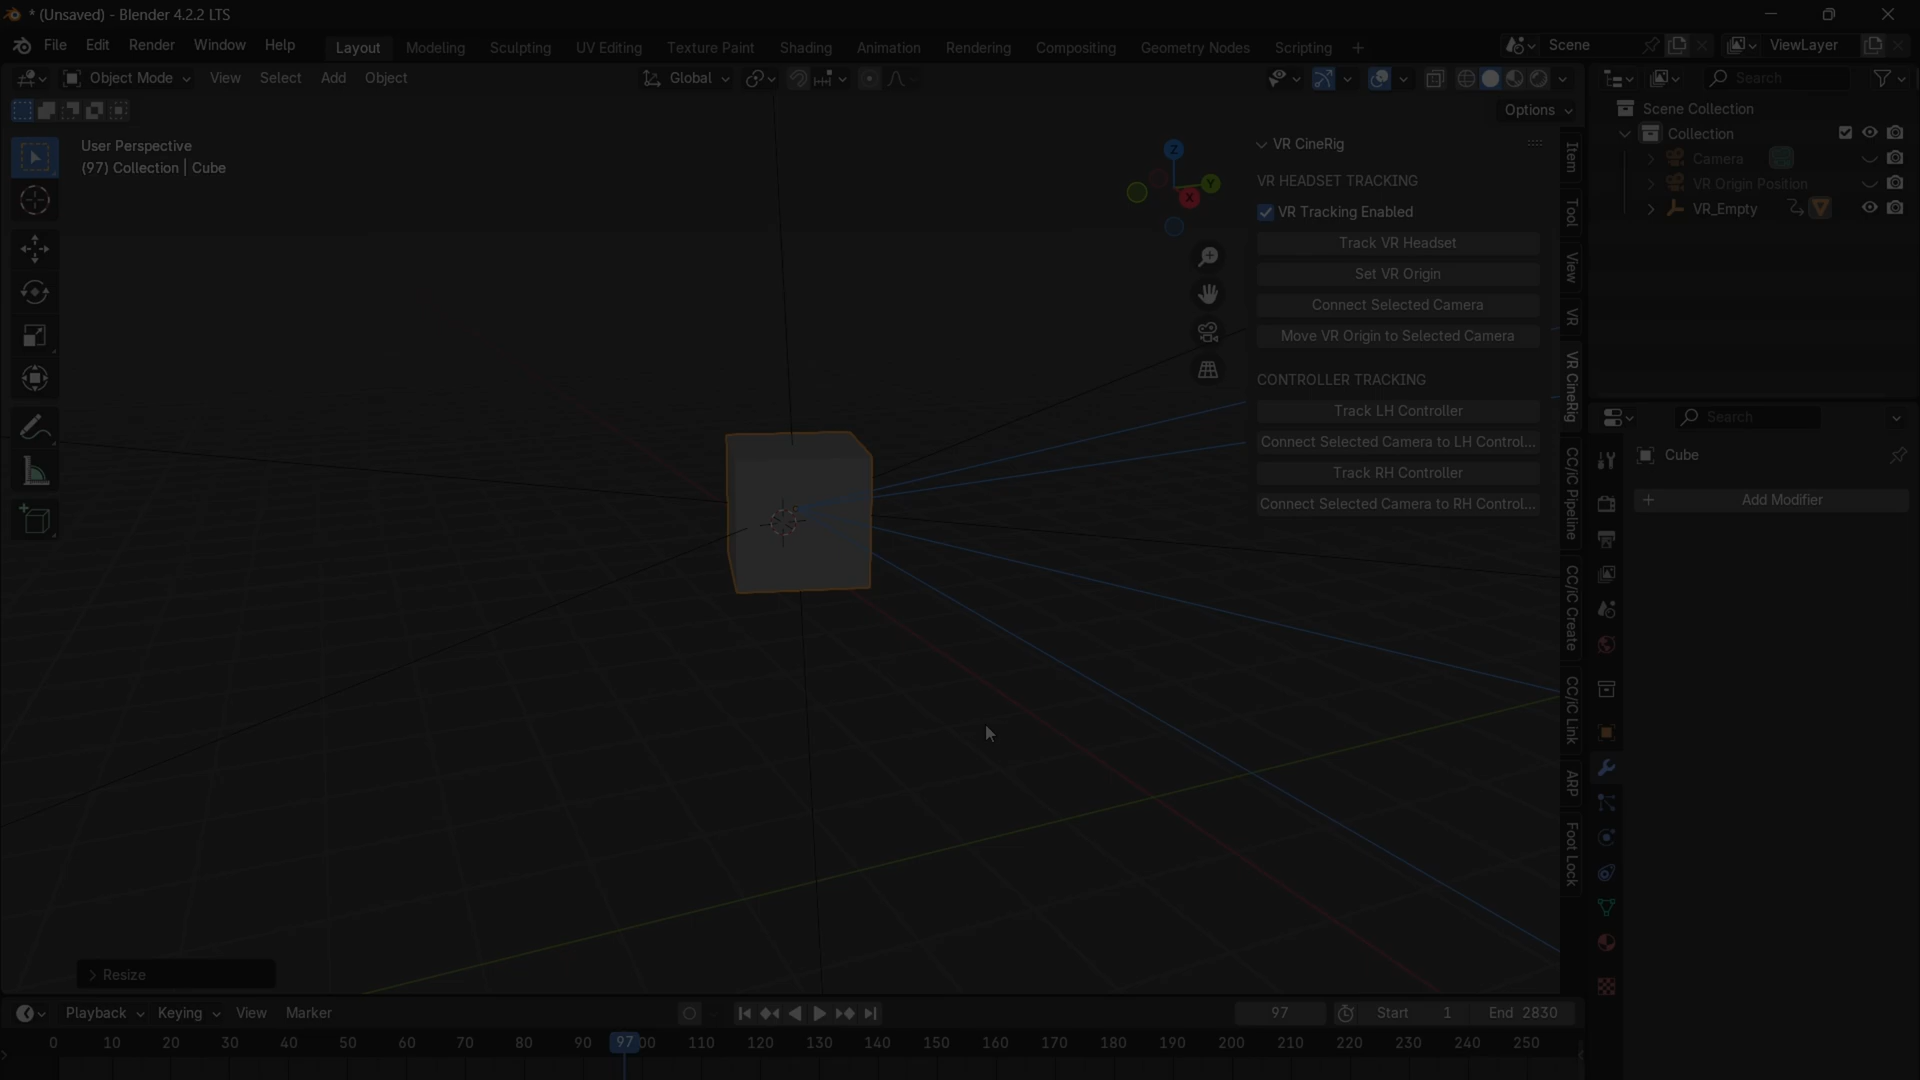 * (Unsaved) - Blender 4.2.2 LTS
File Edit Render Window Help
Layout Modeling Sculpting UV Editing Texture Paint Shading Animation Rendering Compositing Geometry Nodes Scripting +
Scene
ViewLayer
Object Mode View Select Add Object
Global
Search
Options
User Perspective
(97) Collection | Cube
Z
Y
X
VR CineRig
VR HEADSET TRACKING
VR Tracking Enabled
Track VR Headset
Set VR Origin
Connect Selected Camera
Move VR Origin to Selected Camera
CONTROLLER TRACKING
Track LH Controller
Connect Selected Camera to LH Control...
Track RH Controller
Connect Selected Camera to RH Control...
Item
Tool
View
VR
VR CineRig
CC/iC Pipeline
CC/iC Create
CC/iC Link
ARP
Foot Lock
Scene Collection
Collection
Camera
VR Origin Position
VR_Empty
Search
Cube
+ Add Modifier
Resize
Playback Keying View Marker
97
Start 1
End 2830
0 10 20 30 40 50 60 70 80 90 97 00 110 120 130 140 150 160 170 180 190 200 210 220 230 240 250